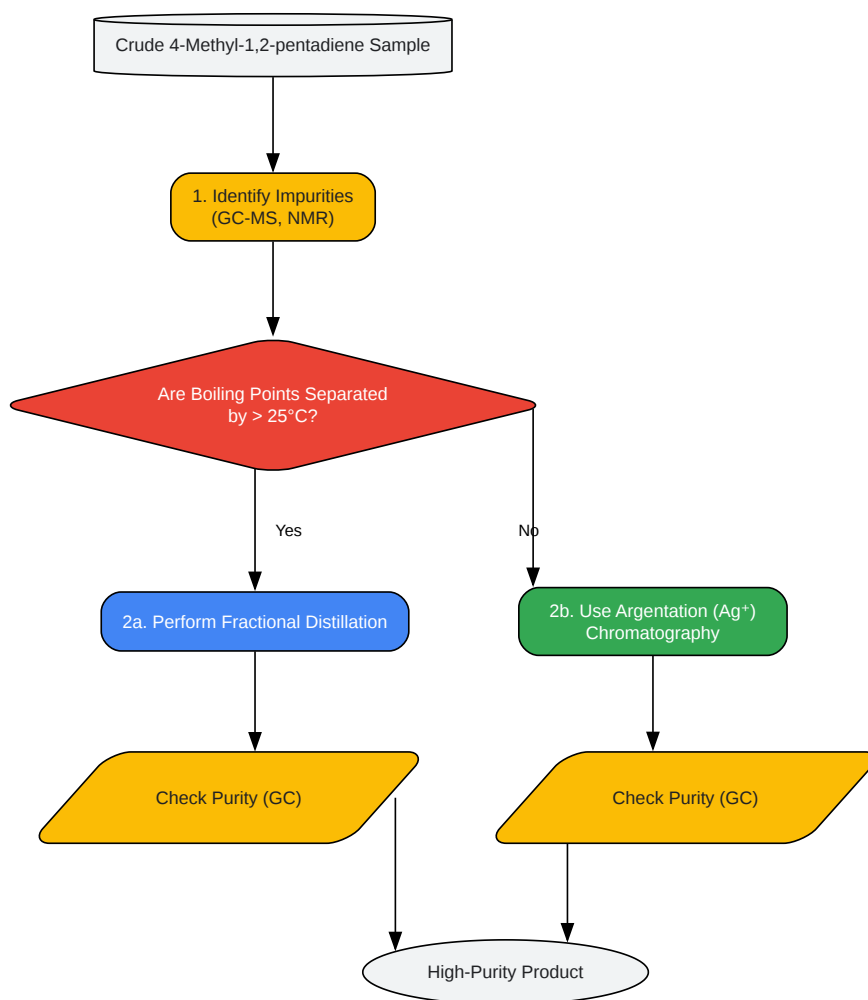 Crude 4-Methyl-1,2-pentadiene Sample
1. Identify Impurities
(GC-MS, NMR)
Are Boiling Points Separated
by > 25°C?
Yes
No
2a. Perform Fractional Distillation
2b. Use Argentation (Ag⁺)
Chromatography
Check Purity (GC)
Check Purity (GC)
High-Purity Product